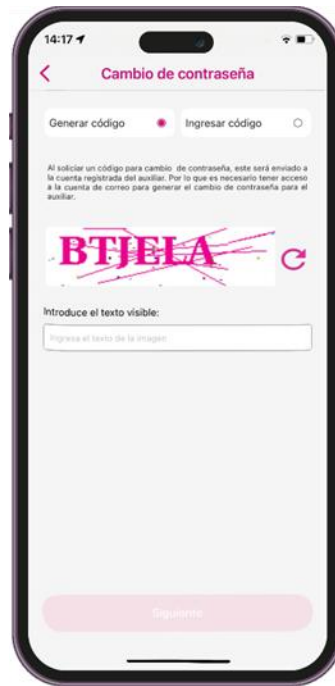 14:17
Cambio de contraseña
Generar código Ingresar código
Al soliciar un código para cambio de contraseña, este será enviado a
la cuenta registrada del auxiliar. Por lo que es necesario tener acceso
a la cuenta de correo para generar el cambio de contraseña para el
auxiliar.
BTJELA
Introduce el texto visible:
Ingresa el texto de la imagen
Siguiente